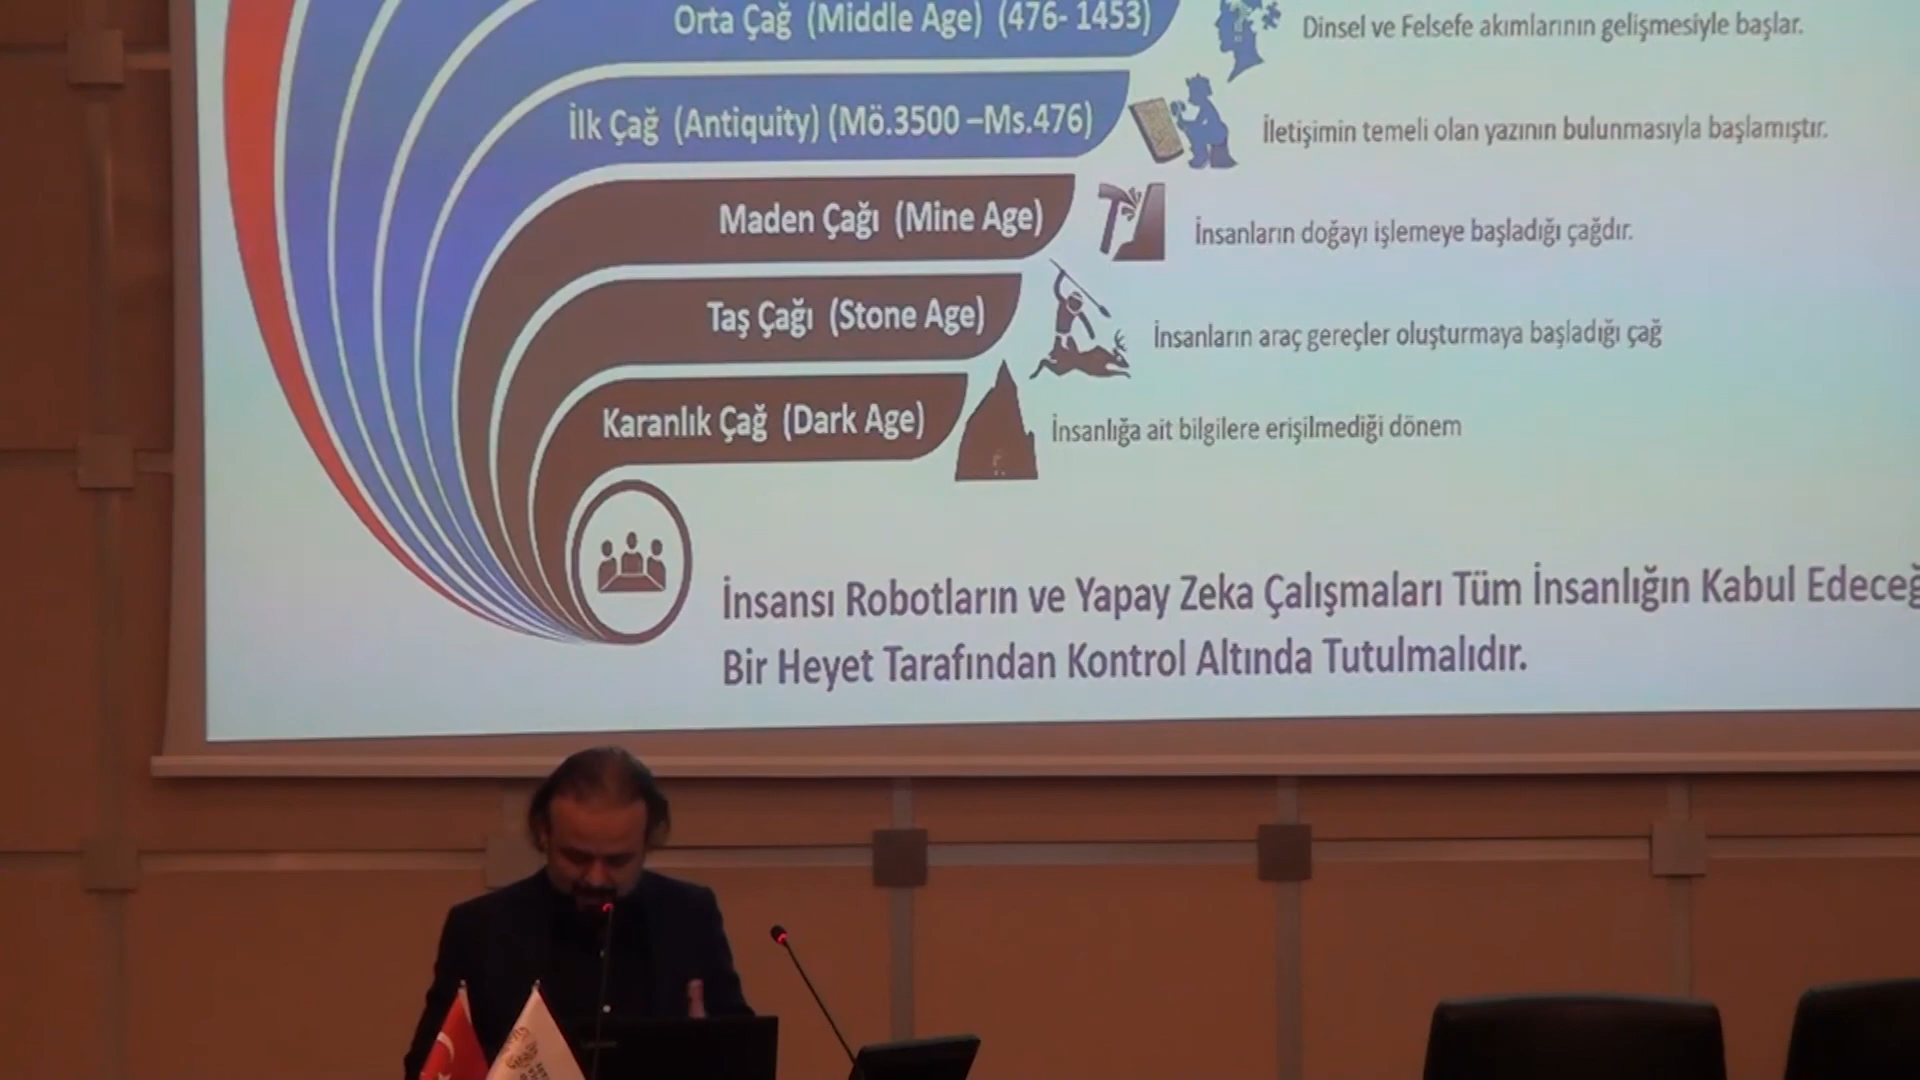 Orta Çağ (Middle Age) (476- 1453)
Dinsel ve Felsefe akımlarının gelişmesiyle başlar.
İlk Çağ (Antiquity) (Mö.3500 –Ms.476)
İletişimin temeli olan yazının bulunmasıyla başlamıştır.
Maden Çağı (Mine Age)
İnsanların doğayı işlemeye başladığı çağdır.
Taş Çağı (Stone Age)
İnsanların araç gereçler oluşturmaya başladığı çağ
Karanlık Çağ (Dark Age)
İnsanlığa ait bilgilere erişilmediği dönem
İnsansı Robotların ve Yapay Zeka Çalışmaları Tüm İnsanlığın Kabul Edeceğ
Bir Heyet Tarafından Kontrol Altında Tutulmalıdır.